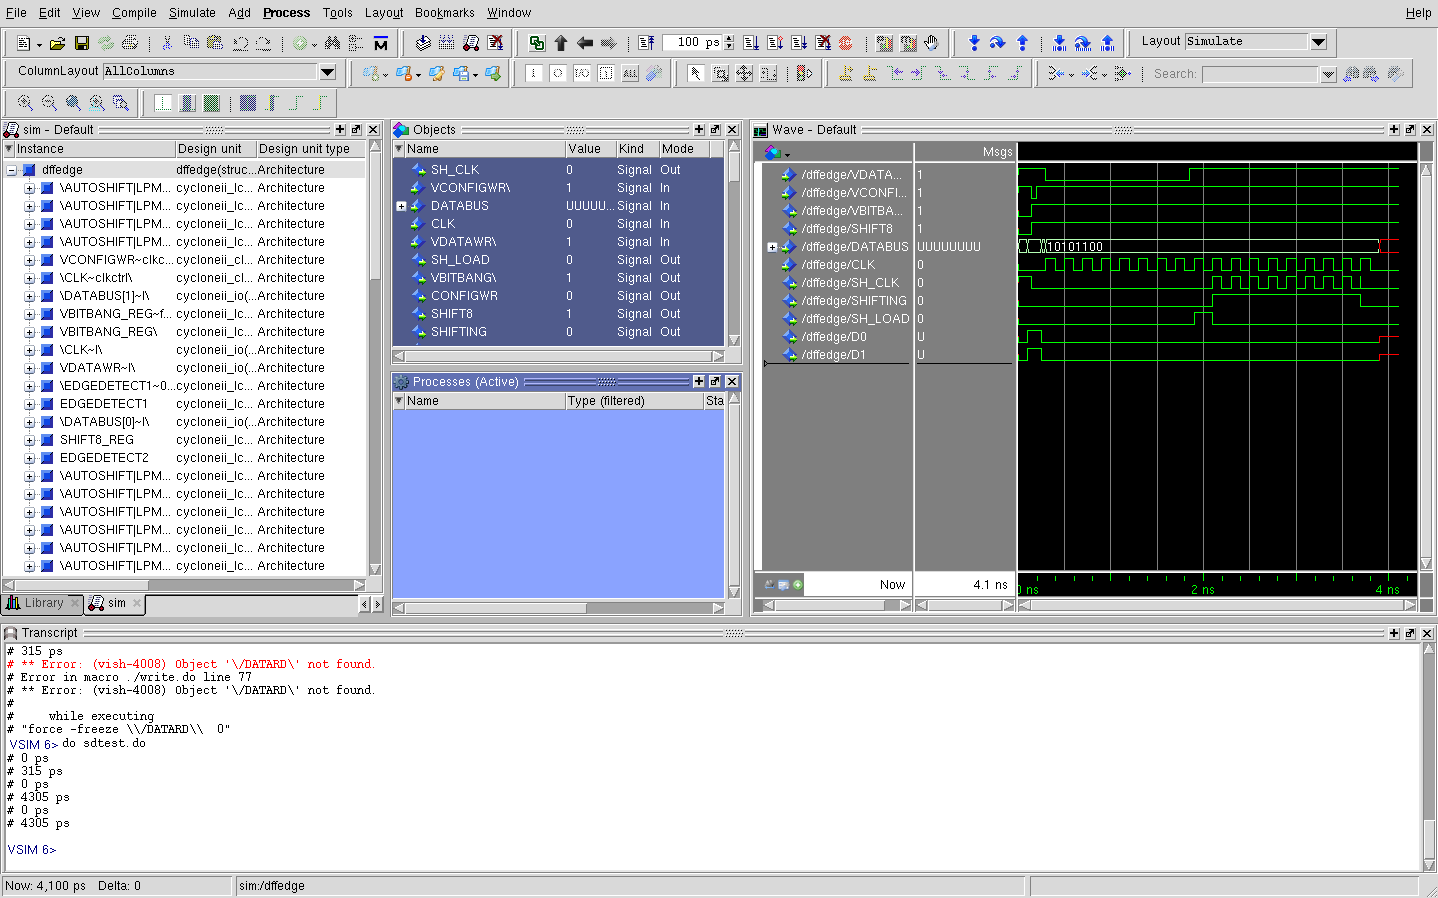 File Edit View Compile Simulate Add Process Tools Layout Bookmarks Window Help
100 ps Layout Simulate
ColumnLayout AllColumns Search:
sim - Default
Instance Design unit Design unit type
dffedge dffedge(struc... Architecture
\AUTOSHIFT|LPM... cycloneii_lc... Architecture
\AUTOSHIFT|LPM... cycloneii_lc... Architecture
\AUTOSHIFT|LPM... cycloneii_lc... Architecture
\AUTOSHIFT|LPM... cycloneii_lc... Architecture
VCONFIGWR~clkc... cycloneii_cl... Architecture
\CLK~clkctrl\ cycloneii_cl... Architecture
\DATABUS[1]~I\ cycloneii_io(... Architecture
VBITBANG_REG~f... cycloneii_lc... Architecture
VBITBANG_REG\ cycloneii_lc... Architecture
\CLK~I\ cycloneii_io(... Architecture
VDATAWR~I\ cycloneii_io(... Architecture
\EDGEDETECT1~0... cycloneii_lc... Architecture
EDGEDETECT1 cycloneii_lc... Architecture
\DATABUS[0]~I\ cycloneii_io(... Architecture
SHIFT8_REG cycloneii_lc... Architecture
EDGEDETECT2 cycloneii_lc... Architecture
\AUTOSHIFT|LPM... cycloneii_lc... Architecture
\AUTOSHIFT|LPM... cycloneii_lc... Architecture
\AUTOSHIFT|LPM... cycloneii_lc... Architecture
\AUTOSHIFT|LPM... cycloneii_lc... Architecture
\AUTOSHIFT|LPM... cycloneii_lc... Architecture
\AUTOSHIFT|LPM... cycloneii_lc... Architecture
Library sim
Objects
Name Value Kind Mode
SH_CLK 0 Signal Out
VCONFIGWR\ 1 Signal In
DATABUS UUUUU... Signal In
CLK 0 Signal In
VDATAWR\ 1 Signal In
SH_LOAD 0 Signal Out
VBITBANG\ 1 Signal Out
CONFIGWR 0 Signal Out
SHIFT8 1 Signal Out
SHIFTING 0 Signal Out
Processes (Active)
Name Type (filtered) Sta
Wave - Default
Msgs
/dffedge/VDATA... 1
/dffedge/VCONFI... 1
/dffedge/VBITBA... 1
/dffedge/SHIFT8 1
/dffedge/DATABUS UUUUUUUU 10101100
/dffedge/CLK 0
/dffedge/SH_CLK 0
/dffedge/SHIFTING 0
/dffedge/SH_LOAD 0
/dffedge/D0 U
/dffedge/D1 U
Now 4.1 ns ns 2 ns 4 ns
Transcript
# 315 ps
# ** Error: (vish-4008) Object '\/DATARD\' not found.
# Error in macro ./write.do line 77
# ** Error: (vish-4008) Object '\/DATARD\' not found.
#
# while executing
# "force -freeze \\/DATARD\\ 0"
VSIM 6> do sdtest.do
# 0 ps
# 315 ps
# 0 ps
# 4305 ps
# 0 ps
# 4305 ps
VSIM 6>
Now: 4,100 ps Delta: 0 sim:/dffedge